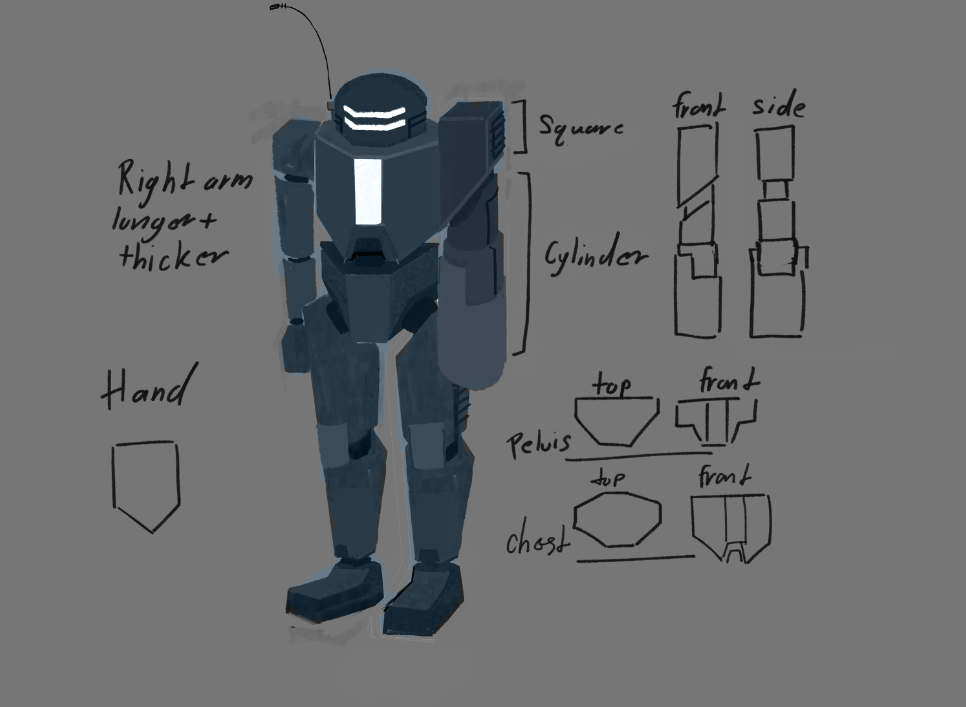 front side
Square
Right arm
longer +
thicker
Cylinder
Hand
top front
Pelvis
top front
chest